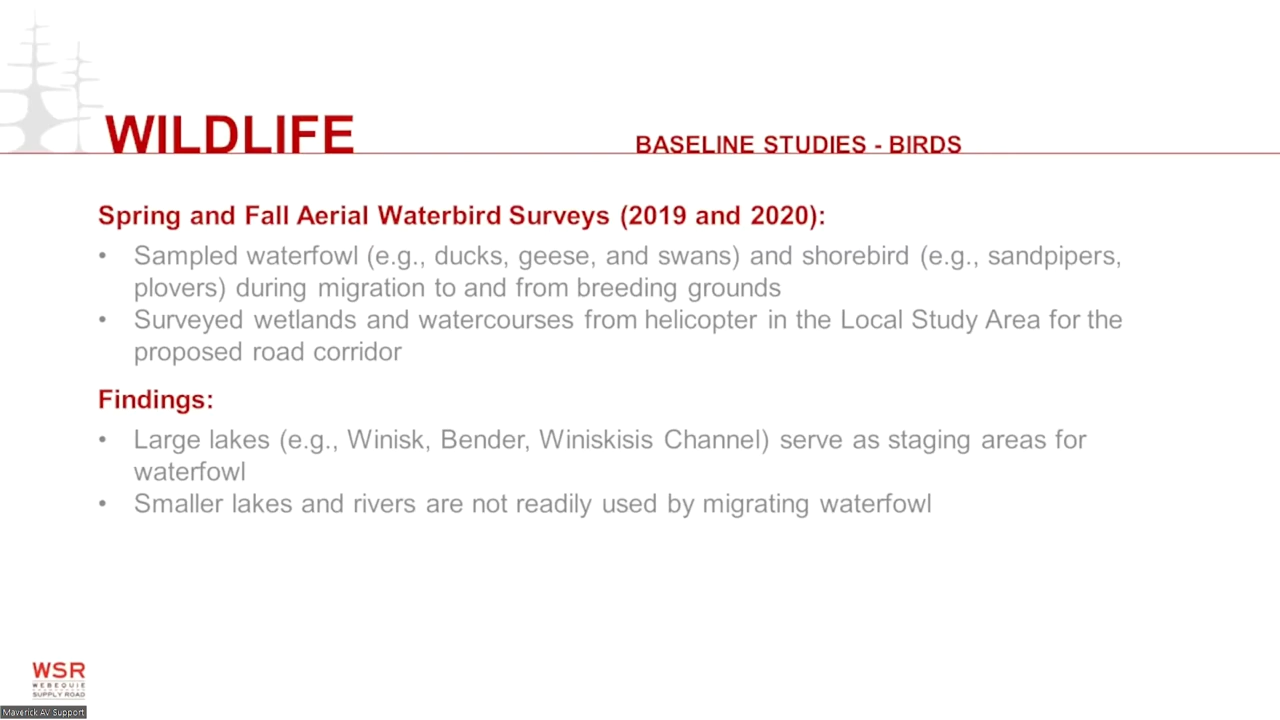 WILDLIFE
BASELINE STUDIES - BIRDS
Spring and Fall Aerial Waterbird Surveys (2019 and 2020):
• Sampled waterfowl (e.g., ducks, geese, and swans) and shorebird (e.g., sandpipers,
plovers) during migration to and from breeding grounds
• Surveyed wetlands and watercourses from helicopter in the Local Study Area for the
proposed road corridor
Findings:
• Large lakes (e.g., Winisk, Bender, Winiskisis Channel) serve as staging areas for
waterfowl
• Smaller lakes and rivers are not readily used by migrating waterfowl
WSR
WEBEQUIE
SUPPLY ROAD
Maverick AV Support